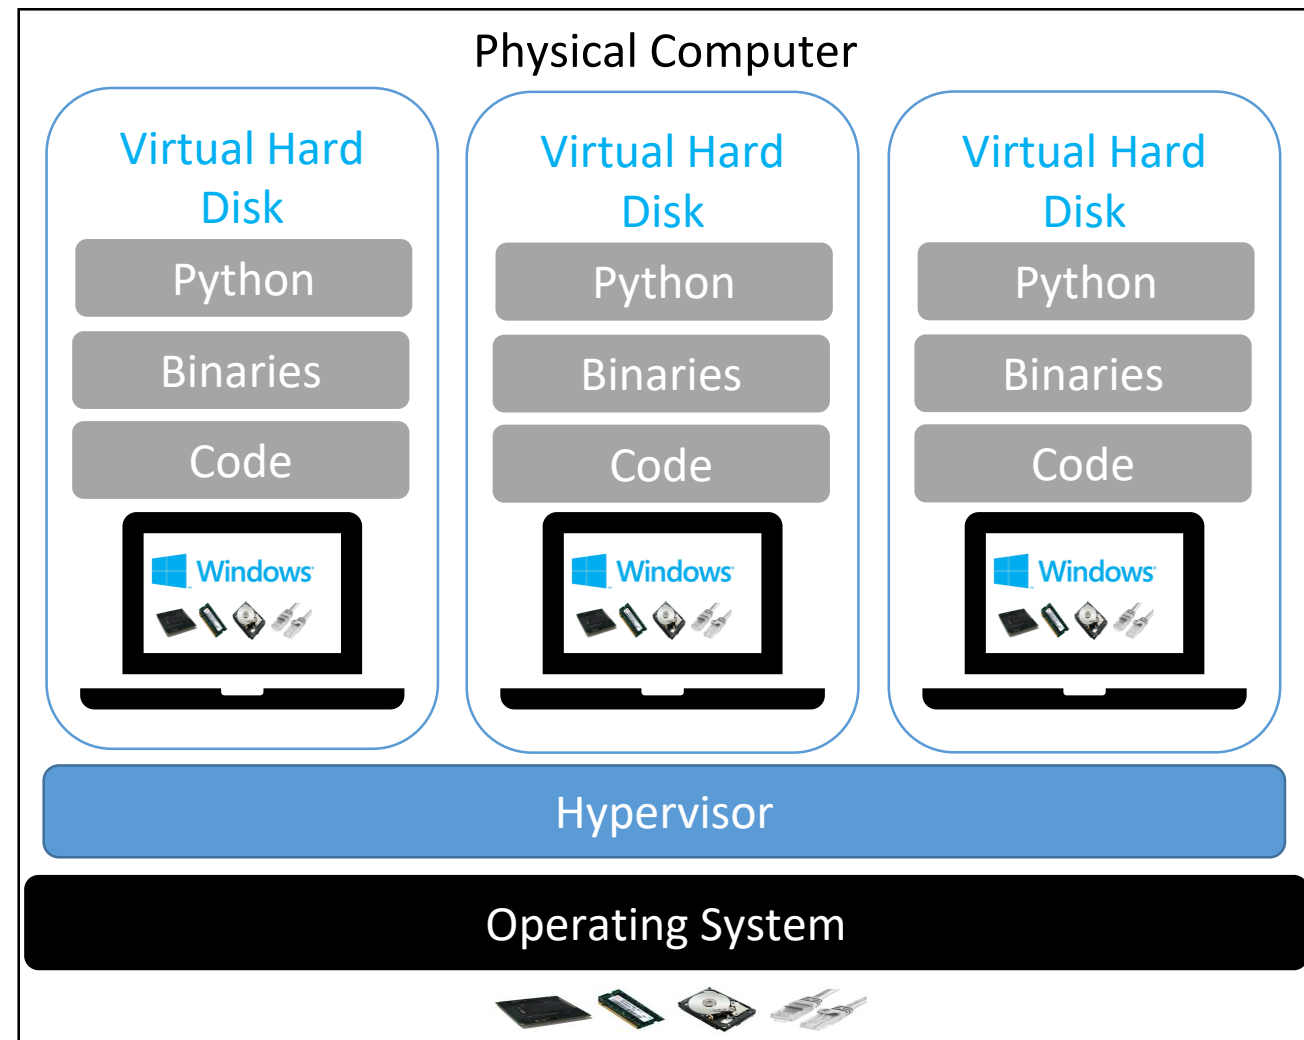 Physical Computer
Virtual Hard
Disk
Python
Binaries
Code
Windows
Virtual Hard
Disk
Python
Binaries
Code
Windows
Virtual Hard
Disk
Python
Binaries
Code
Windows
Hypervisor
Operating System